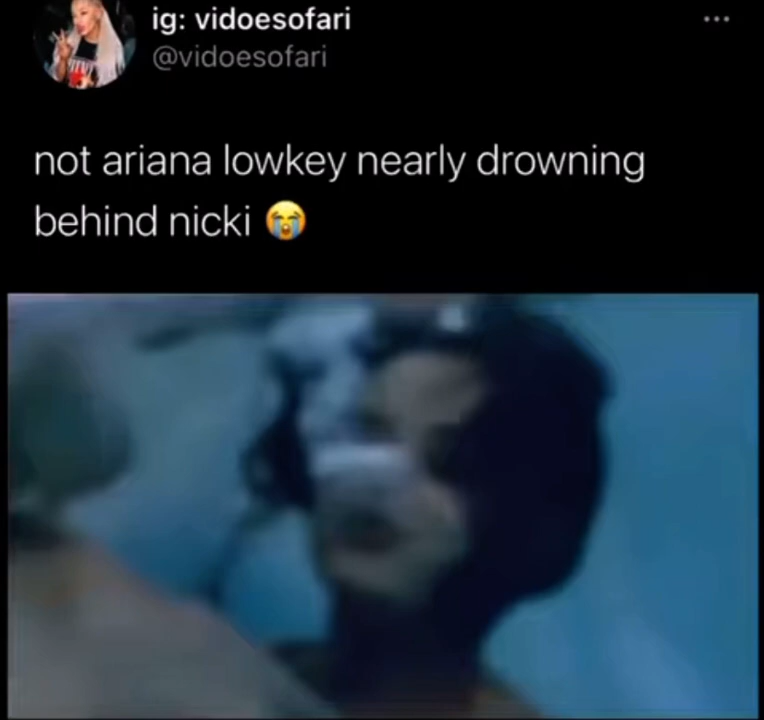 ig: vidoesofari
@vidoesofari
not ariana lowkey nearly drowning
behind nicki 😭